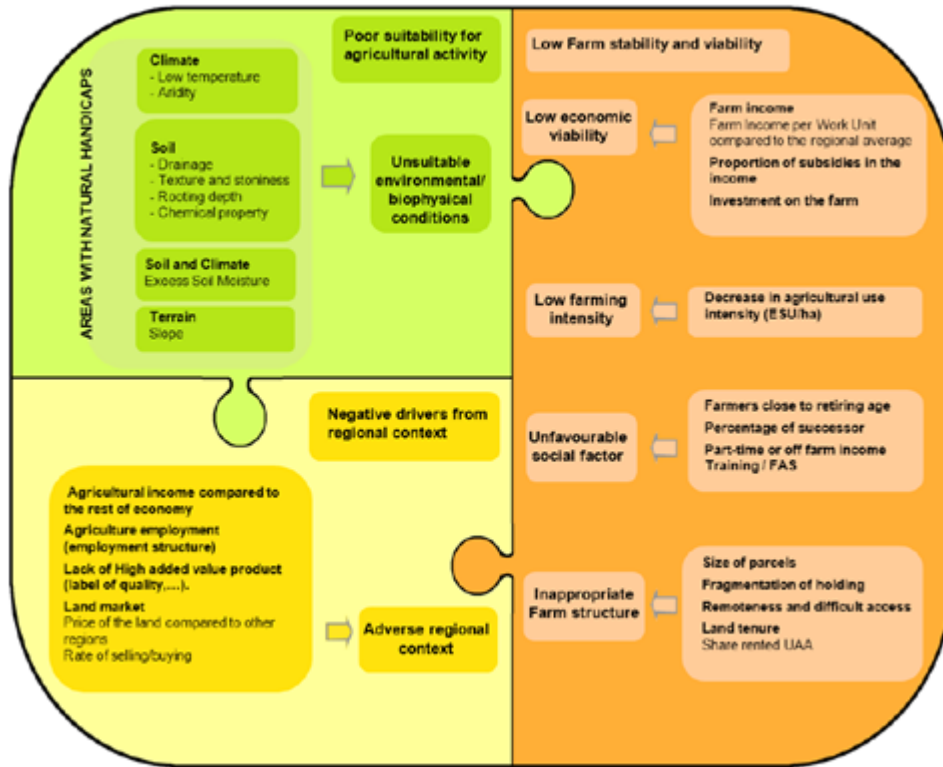 AREAS WITH NATURAL HANDICAPS
Poor suitability for
agricultural activity
Climate
- Low temperature
- Aridity
Soil
- Drainage
- Texture and stoniness
- Rooting depth
- Chemical property
Soil and Climate
Excess Soil Moisture
Terrain
Slope
Unsuitable
environmental/
biophysical
conditions
Low Farm stability and viability
Low economic
viability
Farm income
Farm Income per Work Unit
compared to the regional average
Proportion of subsidies in the
income
Investment on the farm
Low farming
intensity
Decrease in agricultural use
intensity (ESU/ha)
Unfavourable
social factor
Farmers close to retiring age
Percentage of successor
Part-time or off farm income
Training / FAS
Inappropriate
Farm structure
Size of parcels
Fragmentation of holding
Remoteness and difficult access
Land tenure
Share rented UAA
Negative drivers from
regional context
Agricultural income compared to
the rest of economy
Agriculture employment
(employment structure)
Lack of High added value product
(label of quality,....).
Land market
Price of the land compared to other
regions
Rate of selling/buying
Adverse regional
context